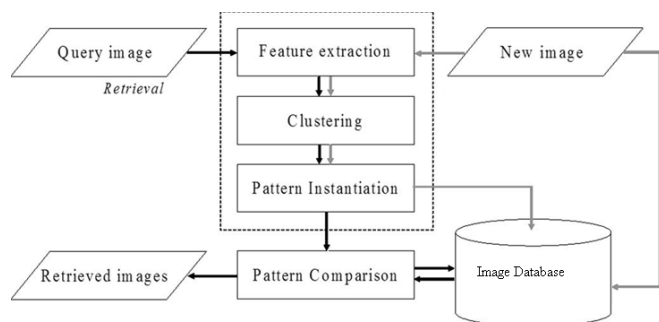 Query image
Feature extraction
New image
Retrieval
Clustering
Pattern Instantiation
Retrieved images
Pattern Comparison
Image Database